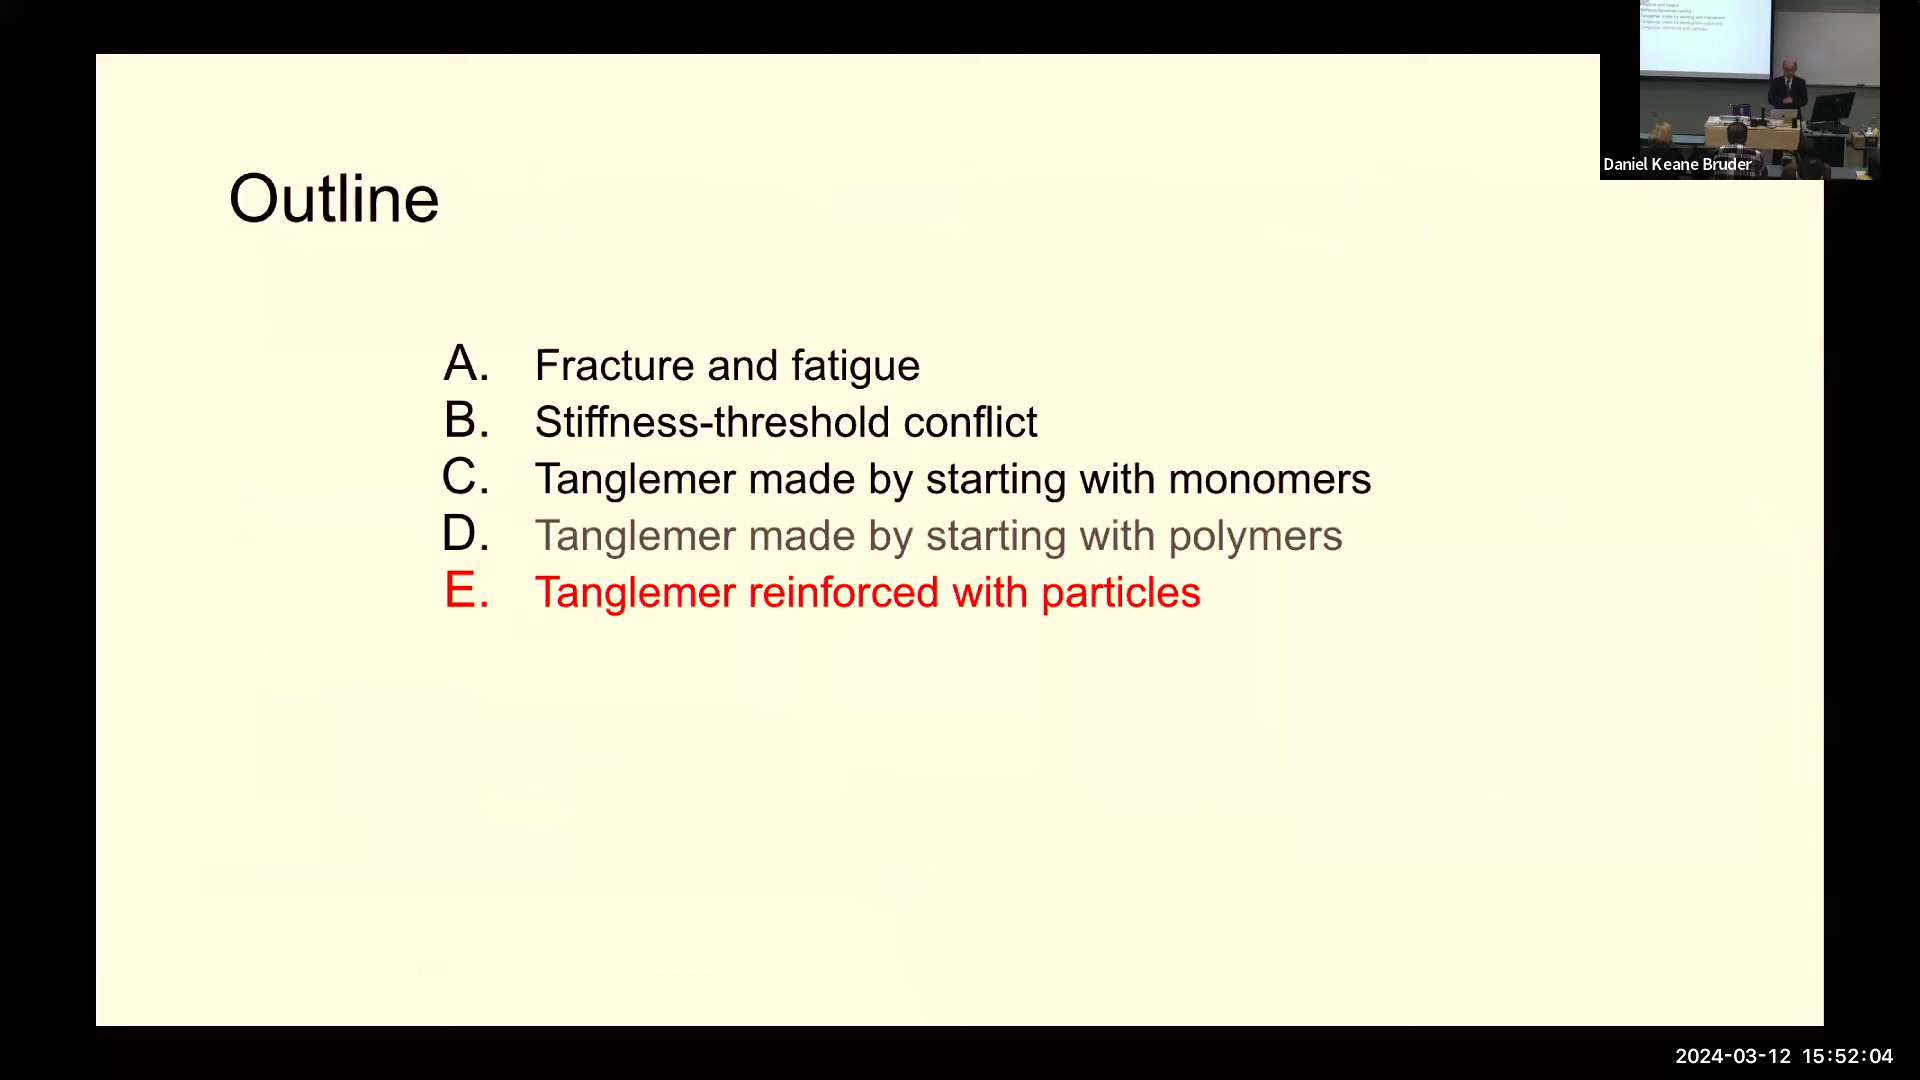 Daniel Keane Bruder
Outline
A. Fracture and fatigue
B. Stiffness-threshold conflict
C. Tanglemer made by starting with monomers
D. Tanglemer made by starting with polymers
E. Tanglemer reinforced with particles
2024-03-12 15:52:04